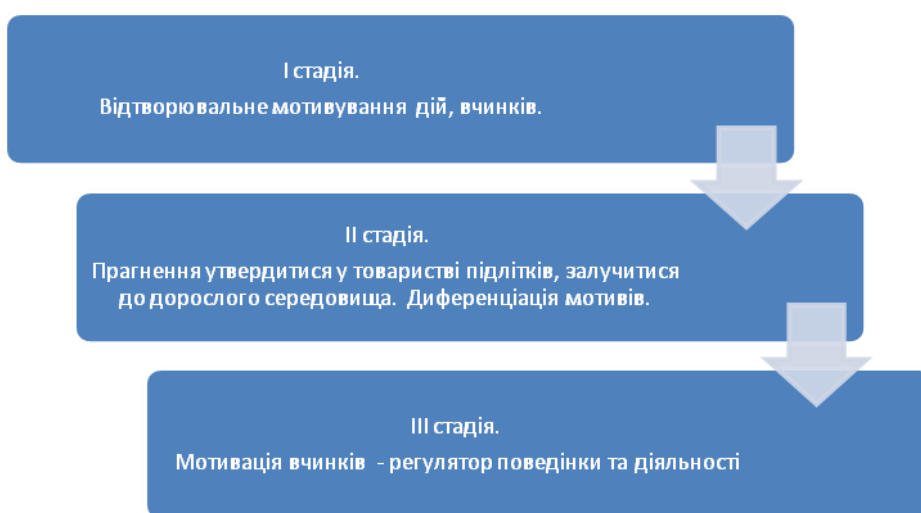 І стадія.
Відтворювальне мотивування дій, вчинків.
ІІ стадія.
Прагнення утвердитися у товаристві підлітків, залучитися
до дорослого середовища. Диференціація мотивів.
ІІІ стадія.
Мотивація вчинків - регулятор поведінки та діяльності